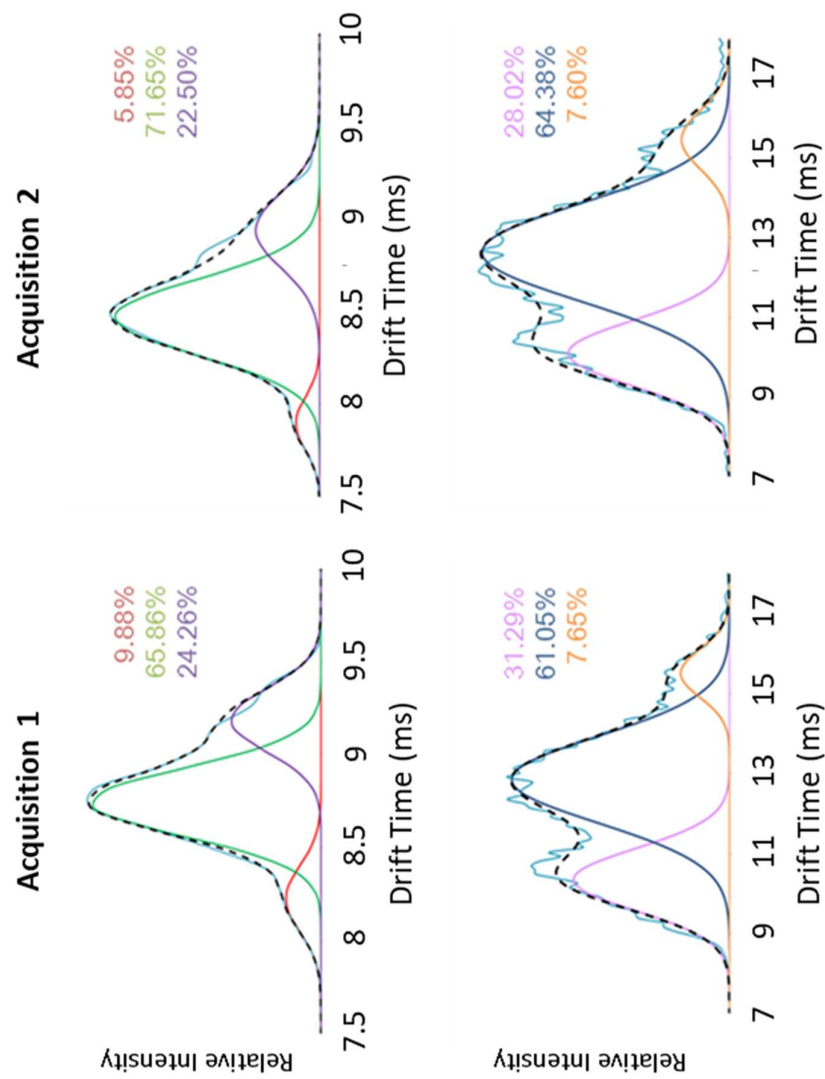 Acquisition 1
Acquisition 2
Relative Intensity
9.88%
65.86%
24.26%
7.5 8 8.5 9 9.5 10
Drift Time (ms)
5.85%
71.65%
22.50%
7.5 8 8.5 9 9.5 10
Drift Time (ms)
Relative Intensity
31.29%
61.05%
7.65%
7 9 11 13 15 17
Drift Time (ms)
28.02%
64.38%
7.60%
7 9 11 13 15 17
Drift Time (ms)